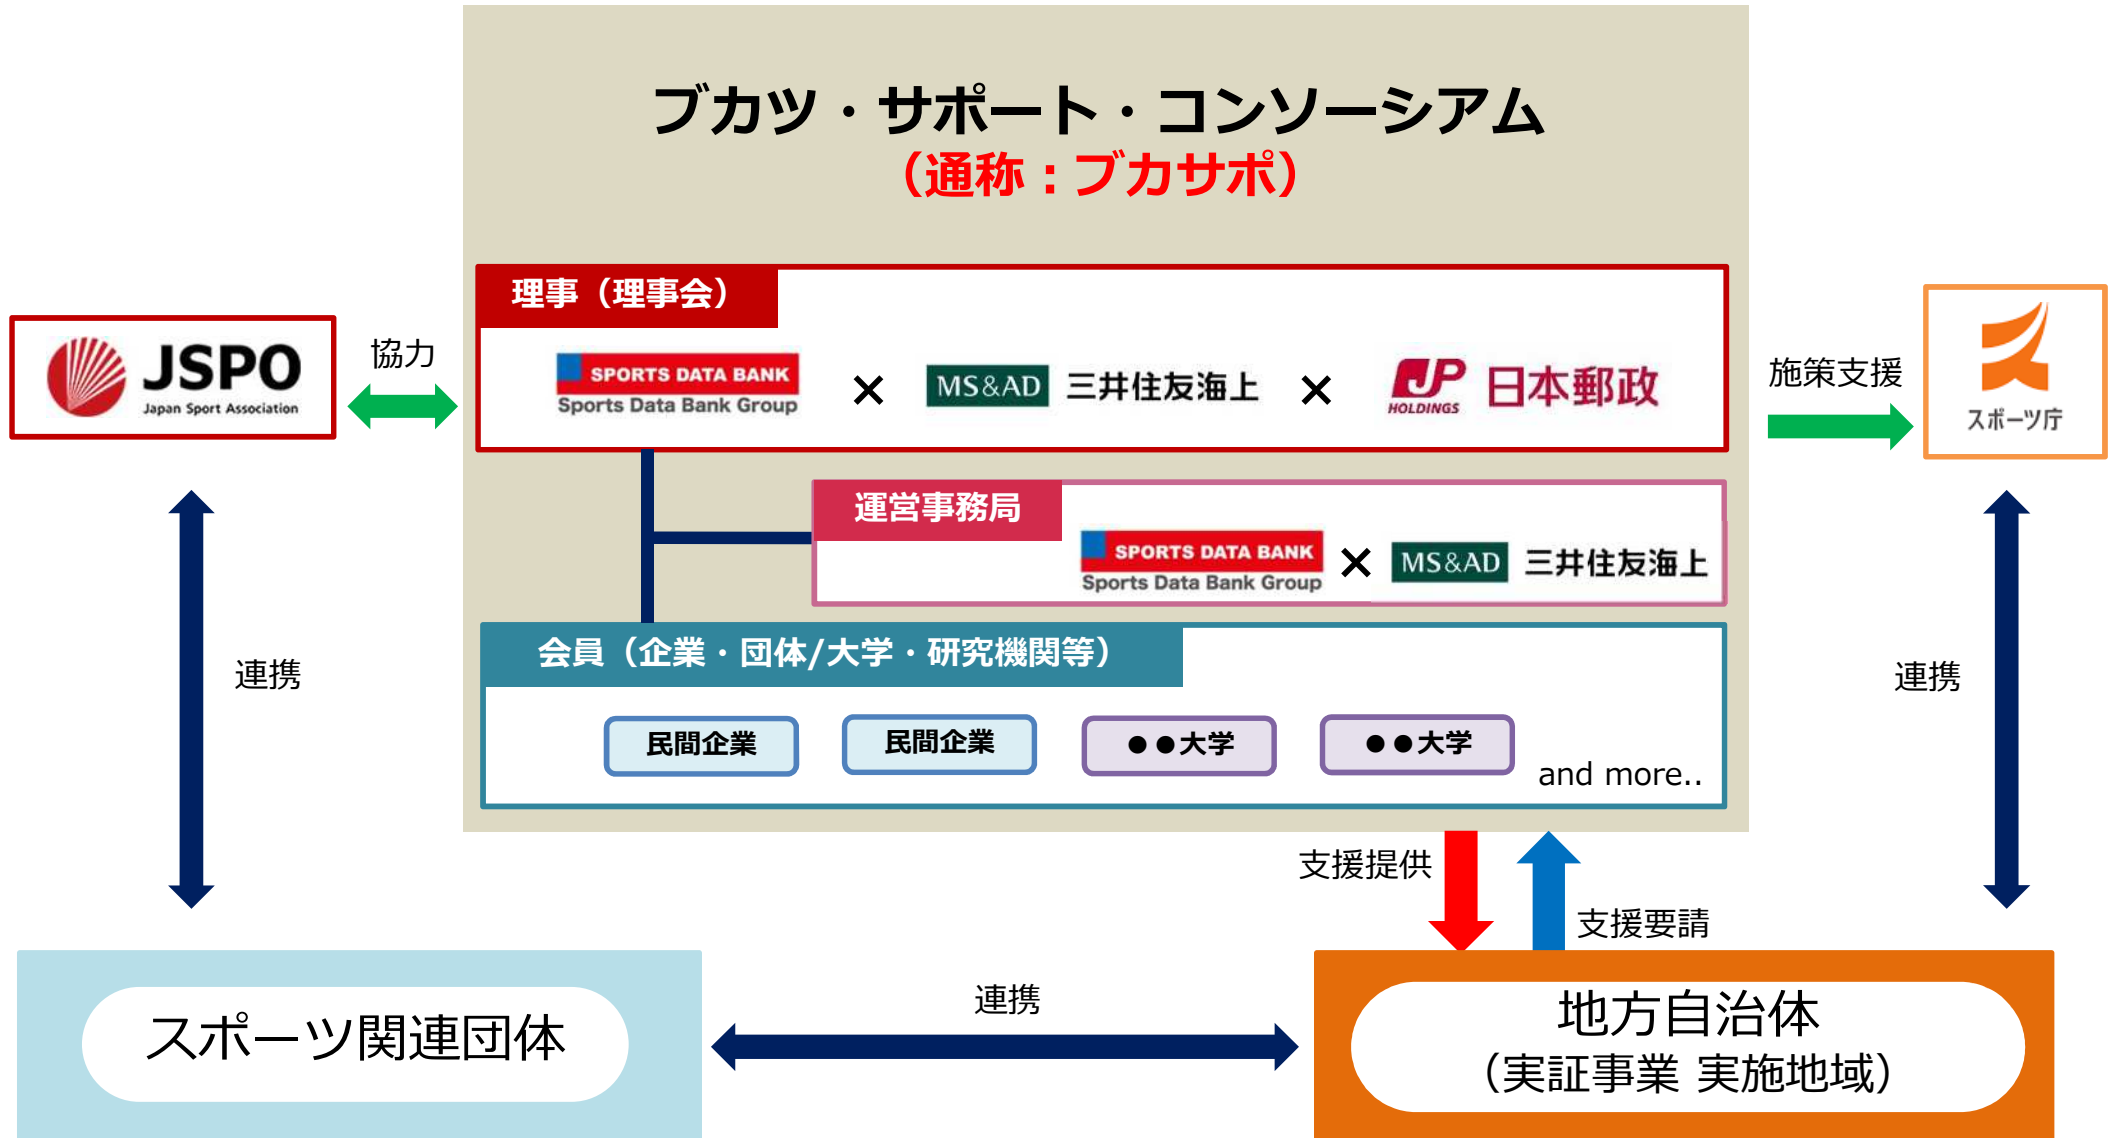 ブカツ・サポート・コンソーシアム
（通称：ブカサポ）
理事（理事会）
JSPO
Japan Sport Association
協力
SPORTS DATA BANK
Sports Data Bank Group
×
MS&AD 三井住友海上
×
JP
HOLDINGS
日本郵政
施策支援
スポーツ庁
運営事務局
SPORTS DATA BANK
Sports Data Bank Group
×
MS&AD 三井住友海上
会員（企業・団体/大学・研究機関等）
民間企業
民間企業
●●大学
●●大学
and more..
連携
連携
支援提供
支援要請
スポーツ関連団体
連携
地方自治体
（実証事業 実施地域）